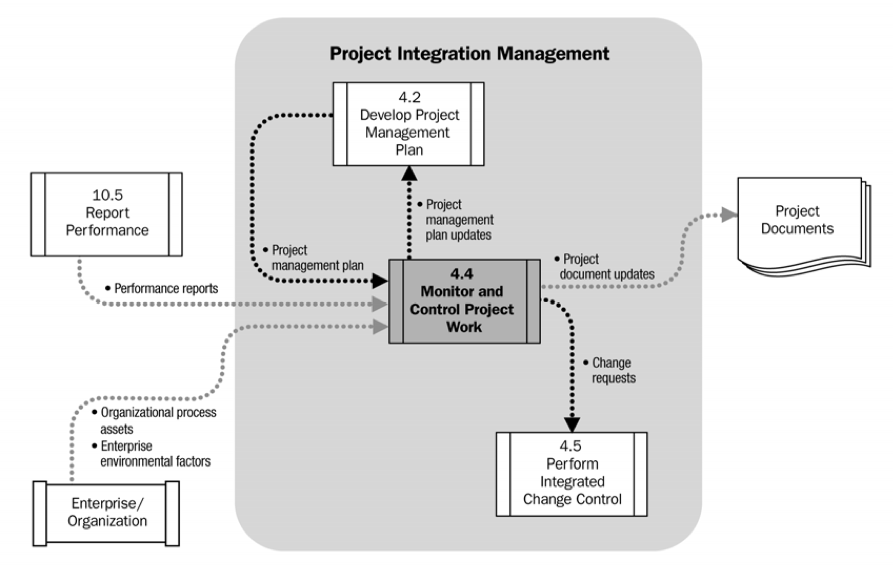 Project Integration Management
4.2
Develop Project
Management
Plan
10.5
Report
Performance
• Project
management
plan updates
Project
Documents
• Project
management plan
• Project
document updates
4.4
Monitor and
Control Project
Work
• Performance reports
• Change
requests
• Organizational process
assets
• Enterprise
environmental factors
4.5
Perform
Integrated
Change Control
Enterprise/
Organization